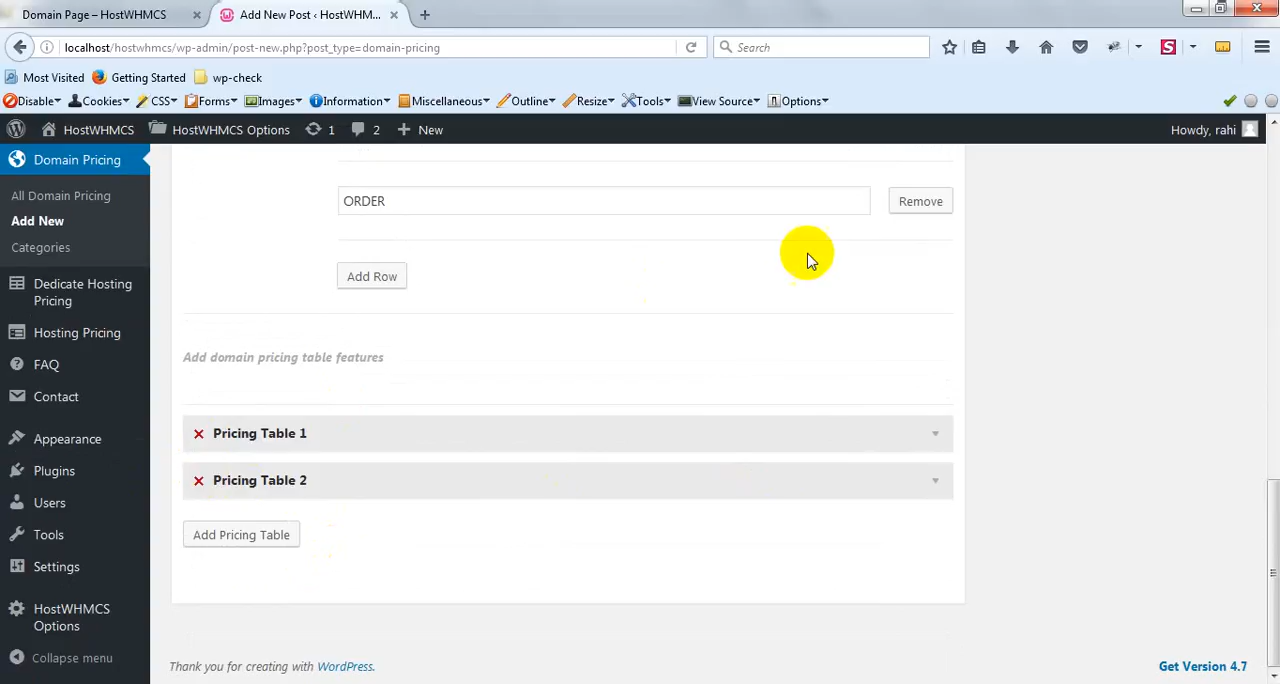 Domain Page – HostWHMCS
Add New Post ‹ HostWHM...
localhost/hostwhmcs/wp-admin/post-new.php?post_type=domain-pricing
Search
Most Visited Getting Started wp-check
Disable Cookies CSS Forms Images Information Miscellaneous Outline Resize Tools View Source Options
HostWHMCS HostWHMCS Options 1 2 New Howdy, rahi
Domain Pricing
All Domain Pricing
Add New
Categories
Dedicate Hosting
Pricing
Hosting Pricing
FAQ
Contact
Appearance
Plugins
Users
Tools
Settings
HostWHMCS
Options
Collapse menu
ORDER
Remove
Add Row
Add domain pricing table features
Pricing Table 1
Pricing Table 2
Add Pricing Table
Thank you for creating with WordPress.
Get Version 4.7